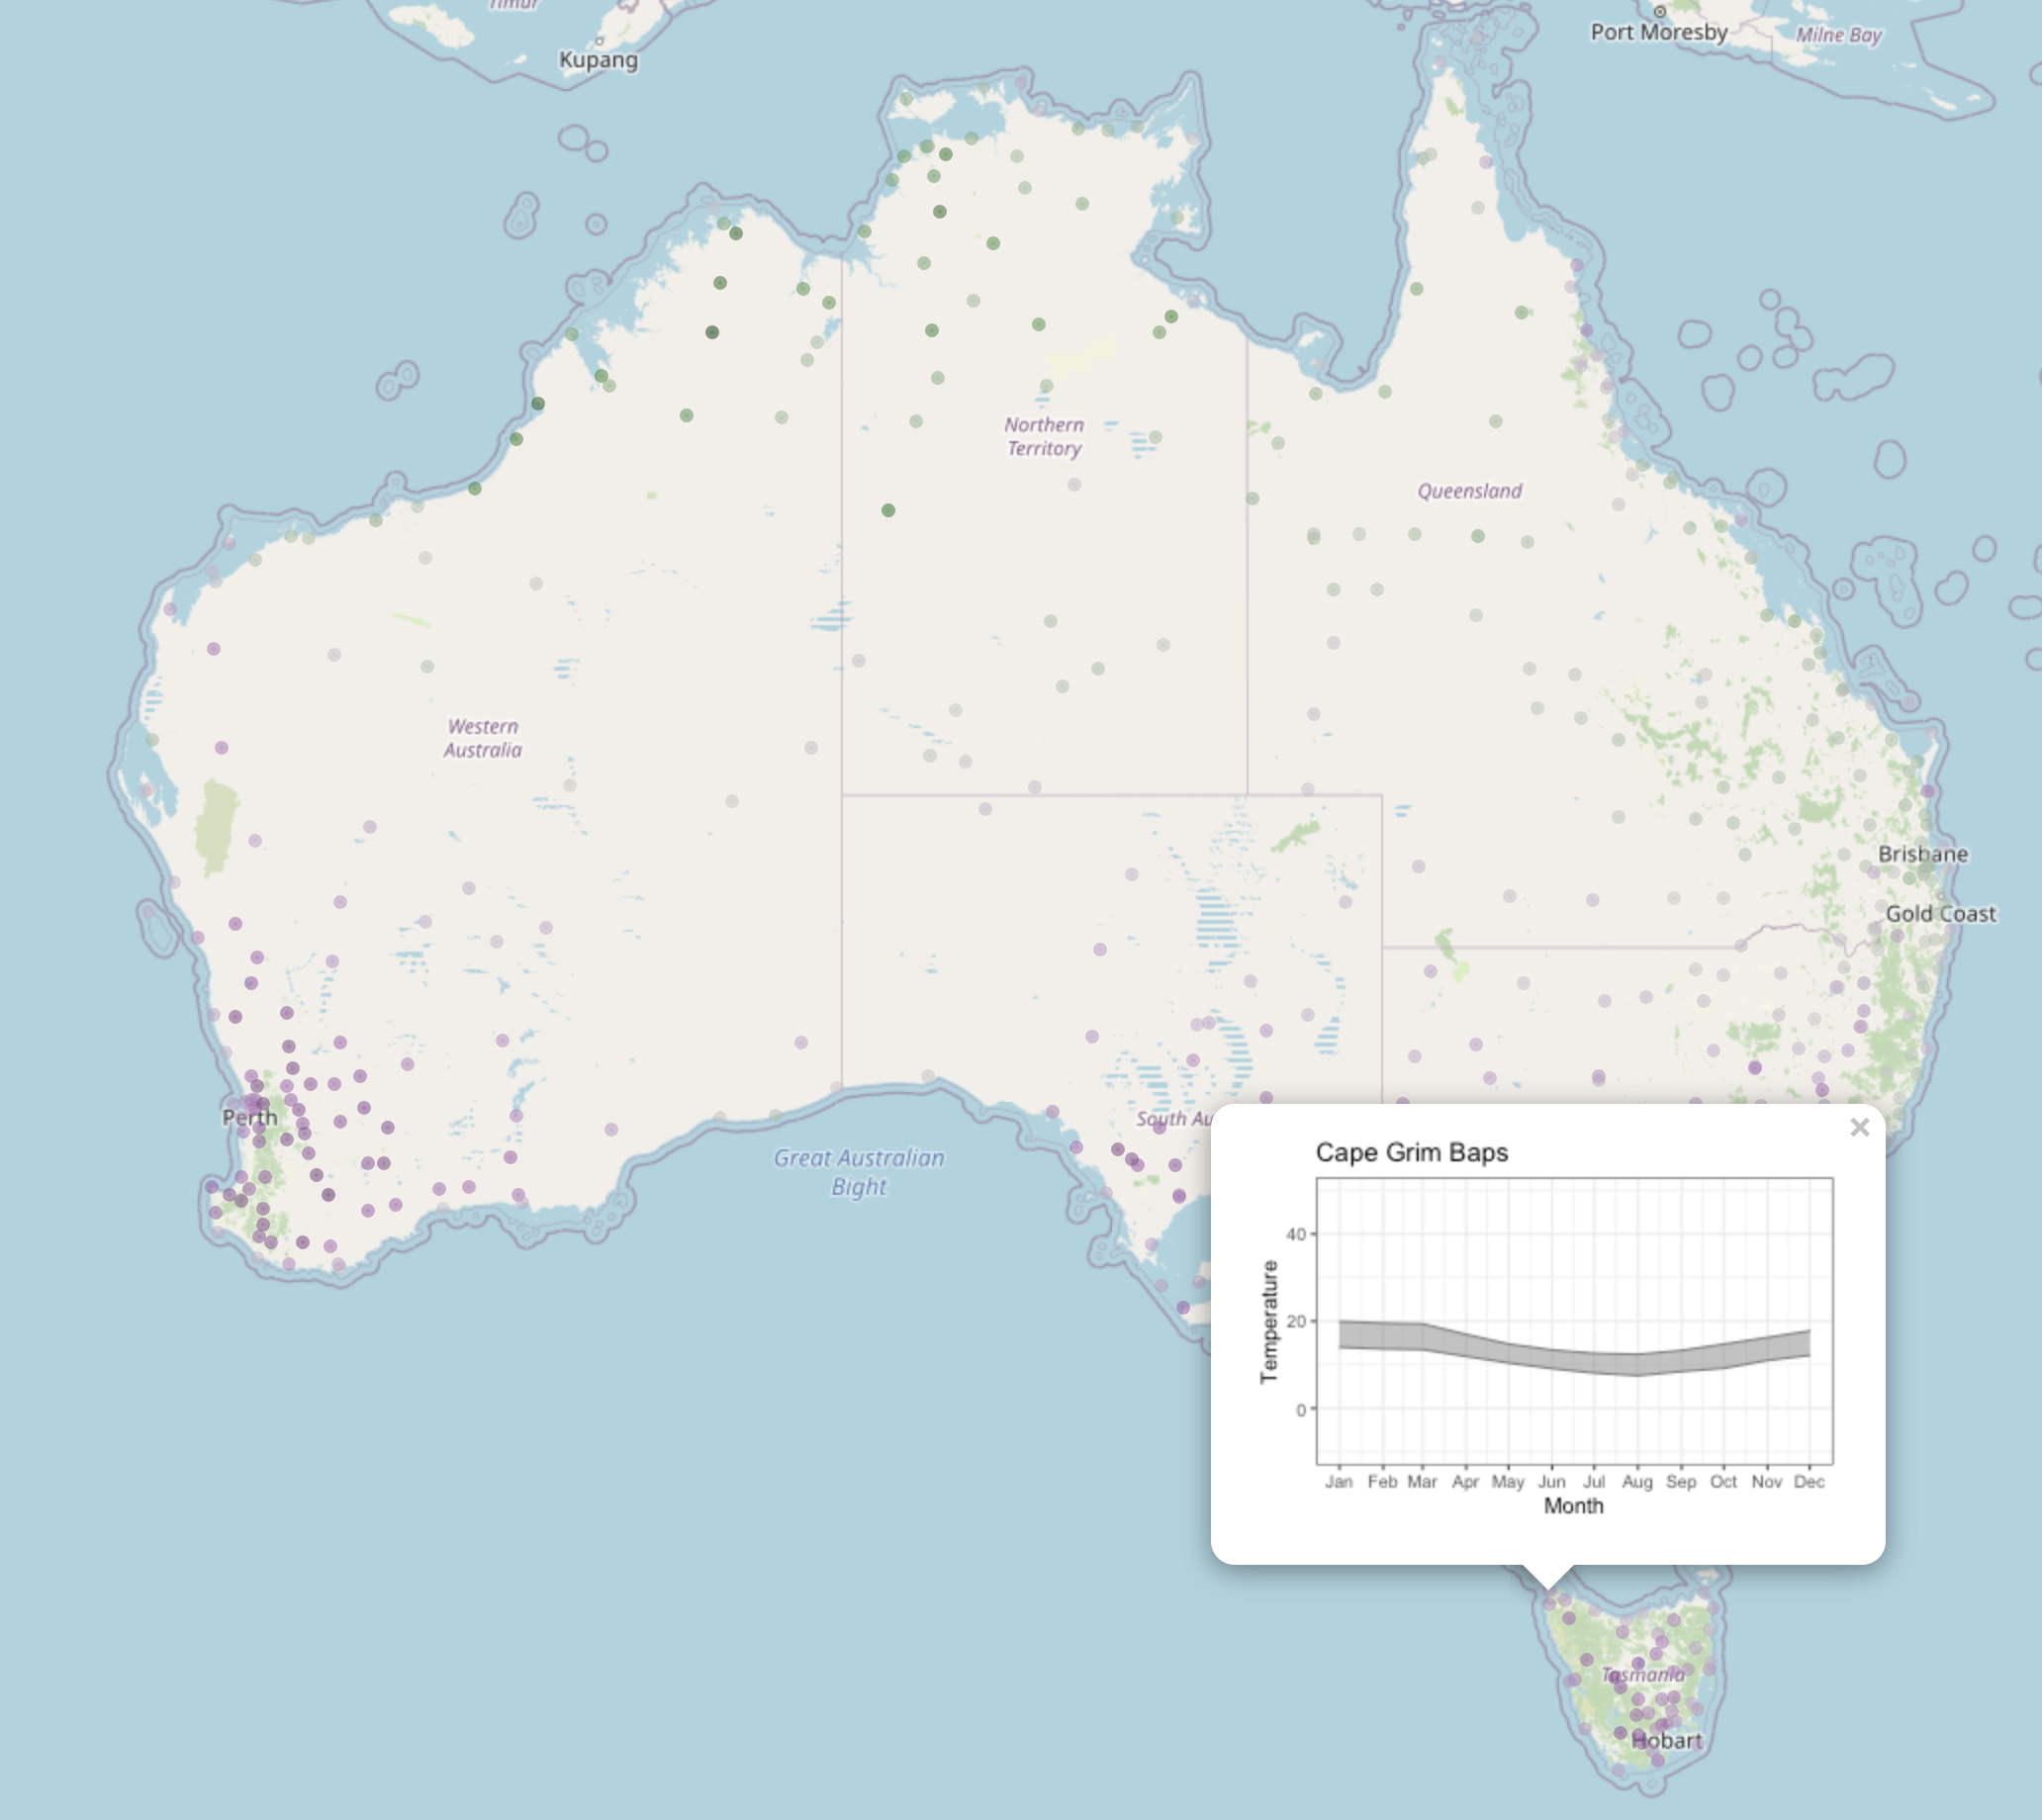 Timur
Kupang
Port Moresby
Milne Bay
Northern
Territory
Queensland
Western
Australia
Brisbane
Gold Coast
Perth
South Au
Great Australian
Bight
×
Cape Grim Baps
Temperature
40
20
0
Jan Feb Mar Apr May Jun Jul Aug Sep Oct Nov Dec
Month
Tasmania
Hobart